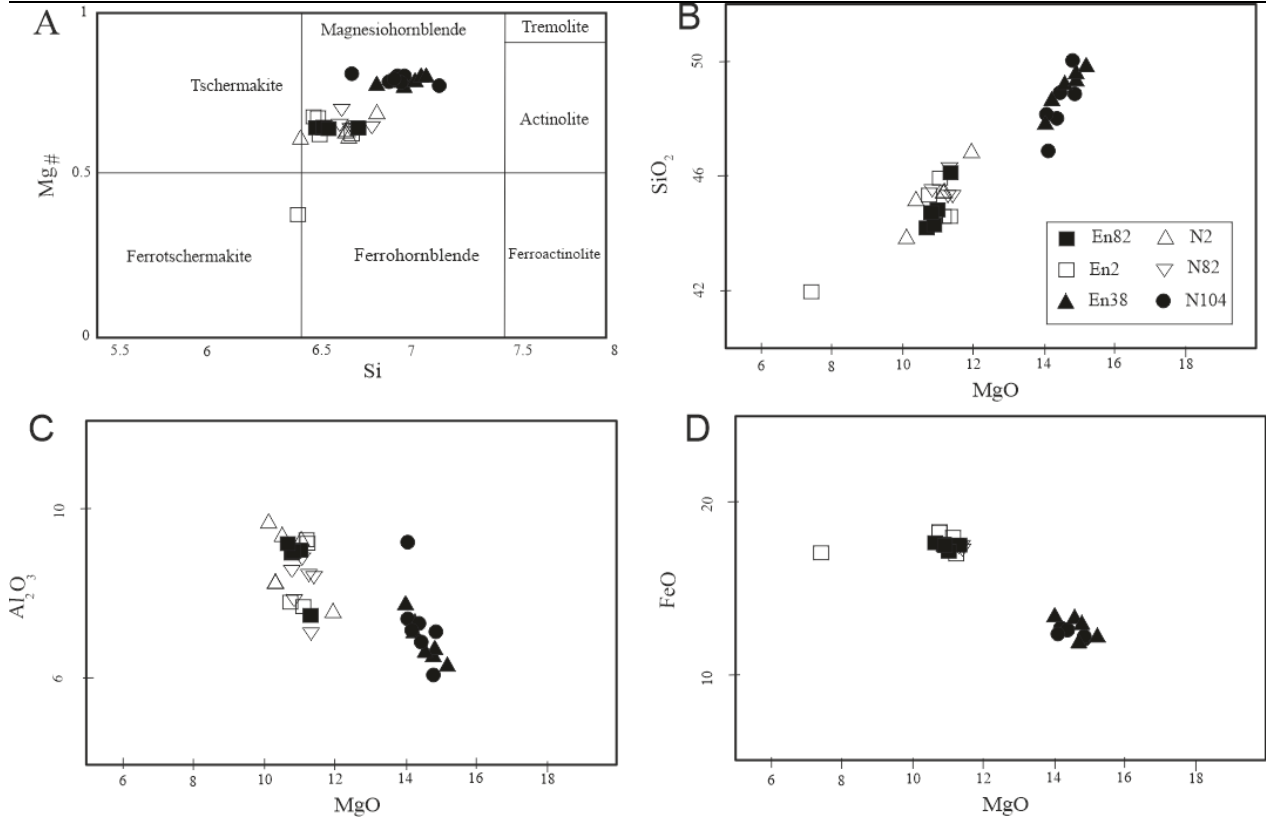 A
1
Magnesiohornblende
Tremolite
Tschermakite
Actinolite
Mg#
0.5
Ferrotschermakite
Ferrohornblende
Ferroactinolite
0
5.5 6 6.5 7 7.5 8
Si
B
50
SiO2
46
42
En82 N2
En2 N82
En38 N104
6 8 10 12 14 16 18
MgO
C
10
Al2O3
6
6 8 10 12 14 16 18
MgO
D
20
FeO
10
6 8 10 12 14 16 18
MgO